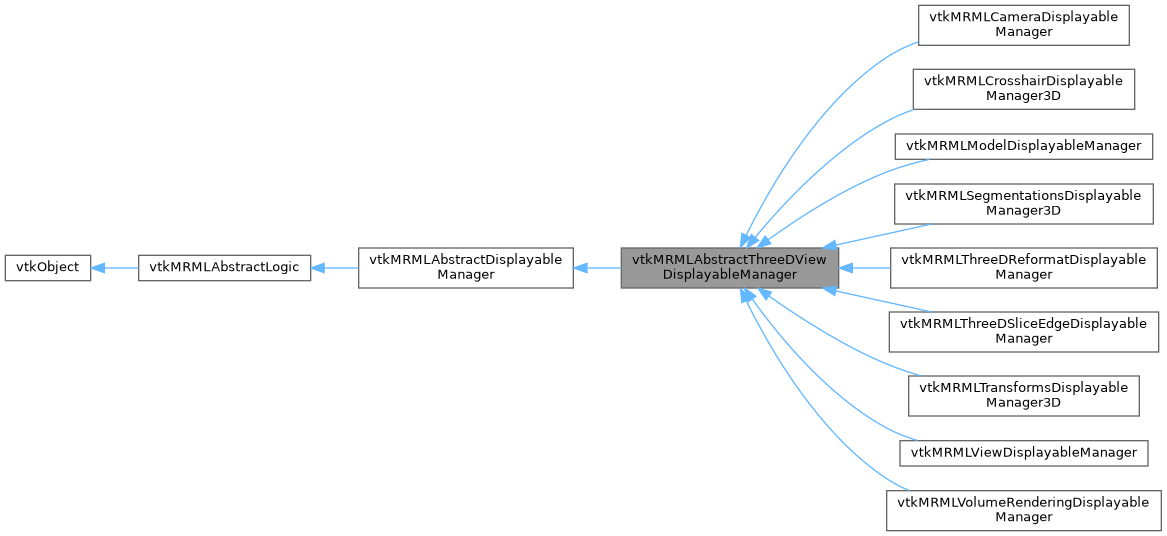 vtkObject
vtkMRMLAbstractLogic
vtkMRMLAbstractDisplayable
Manager
vtkMRMLAbstractThreeDView
DisplayableManager
vtkMRMLCameraDisplayable
Manager
vtkMRMLCrosshairDisplayable
Manager3D
vtkMRMLModelDisplayableManager
vtkMRMLSegmentationsDisplayable
Manager3D
vtkMRMLThreeDReformatDisplayable
Manager
vtkMRMLThreeDSliceEdgeDisplayable
Manager
vtkMRMLTransformsDisplayable
Manager3D
vtkMRMLViewDisplayableManager
vtkMRMLVolumeRenderingDisplayable
Manager